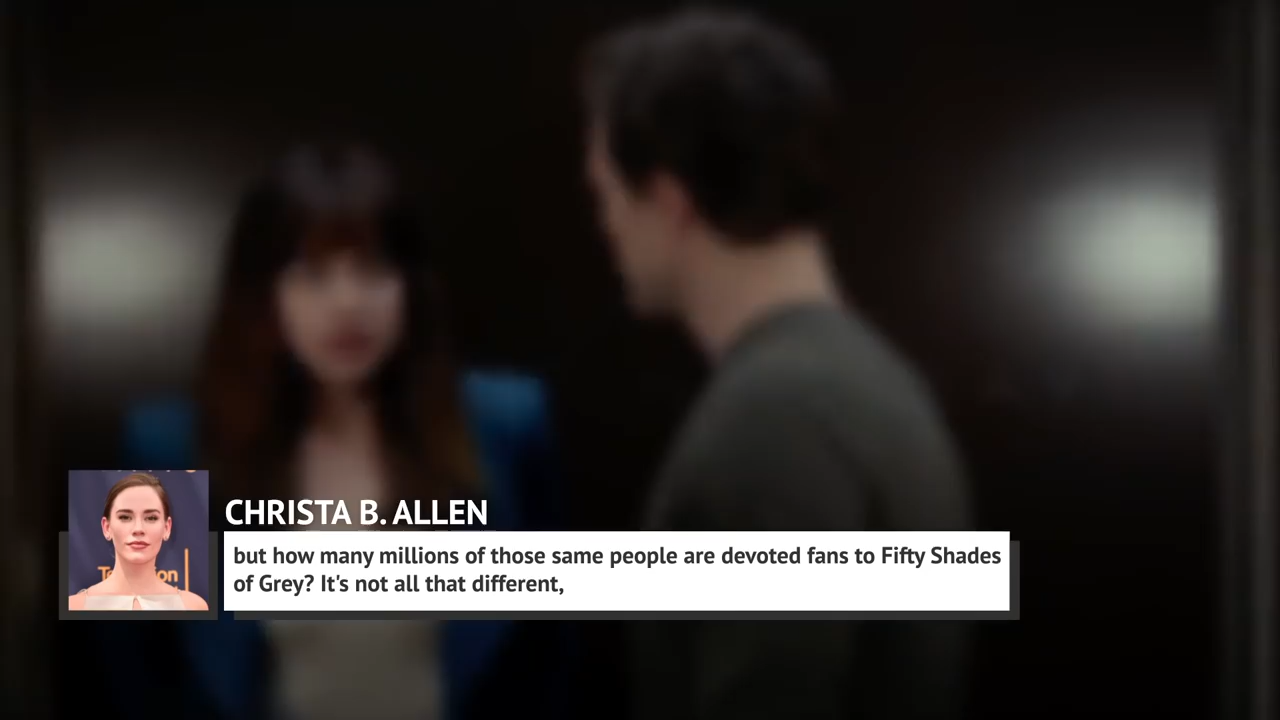 CHRISTA B. ALLEN
but how many millions of those same people are devoted fans to Fifty Shades
of Grey? It's not all that different,